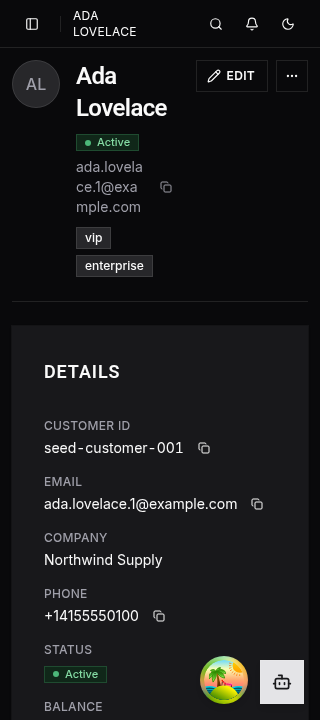 ADA
LOVELACE
AL
Ada
Lovelace
EDIT
Active
ada.lovela
ce.1@exa
mple.com
vip
enterprise
DETAILS
CUSTOMER ID
seed-customer-001
EMAIL
ada.lovelace.1@example.com
COMPANY
Northwind Supply
PHONE
+14155550100
STATUS
Active
BALANCE